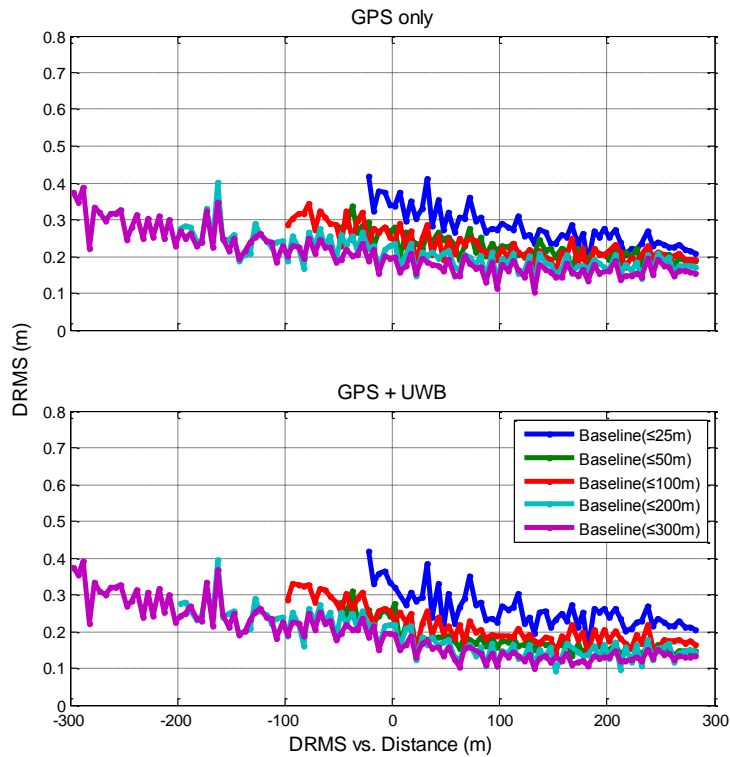 GPS only
0.8
0.7
0.6
0.5
0.4
0.3
0.2
0.1
0
DRMS (m)
GPS + UWB
0.8
0.7
0.6
0.5
0.4
0.3
0.2
0.1
0
Baseline(≤25m)
Baseline(≤50m)
Baseline(≤100m)
Baseline(≤200m)
Baseline(≤300m)
-300 -200 -100 0 100 200 300
DRMS vs. Distance (m)